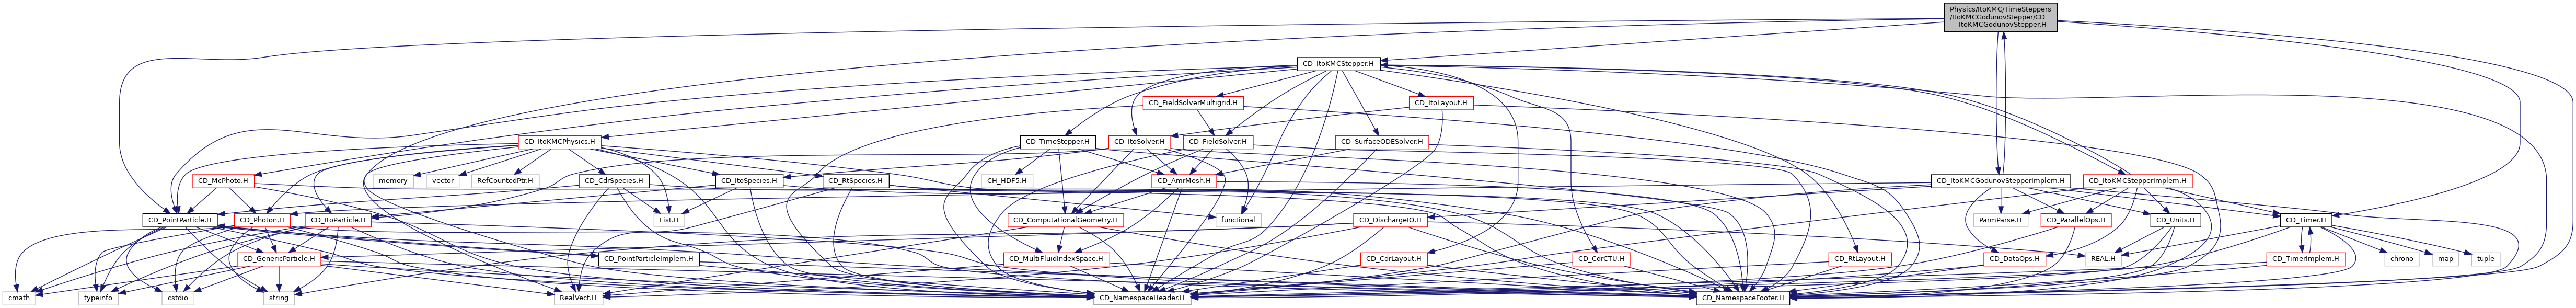 Physics/ItoKMC/TimeSteppers
/ItoKMCGodunovStepper/CD
_ItoKMCGodunovStepper.H
CD_ItoKMCStepper.H
CD_FieldSolverMultigrid.H
CD_ItoLayout.H
CD_ItoKMCPhysics.H
CD_TimeStepper.H
CD_ItoSolver.H
CD_FieldSolver.H
CD_SurfaceODESolver.H
CD_McPhoto.H
memory
vector
RefCountedPtr.H
CD_CdrSpecies.H
CD_ItoSpecies.H
CD_RtSpecies.H
CH_HDF5.H
CD_AmrMesh.H
CD_ItoKMCGodunovStepperImplem.H
CD_ItoKMCStepperImplem.H
CD_PointParticle.H
CD_Photon.H
CD_ItoParticle.H
List.H
CD_ComputationalGeometry.H
functional
CD_DischargeIO.H
ParmParse.H
CD_ParallelOps.H
CD_Units.H
CD_Timer.H
CD_GenericParticle.H
CD_PointParticleImplem.H
CD_MultiFluidIndexSpace.H
CD_CdrLayout.H
CD_CdrCTU.H
CD_RtLayout.H
CD_DataOps.H
REAL.H
CD_TimerImplem.H
chrono
map
tuple
cmath
typeinfo
cstdio
string
RealVect.H
CD_NamespaceHeader.H
CD_NamespaceFooter.H